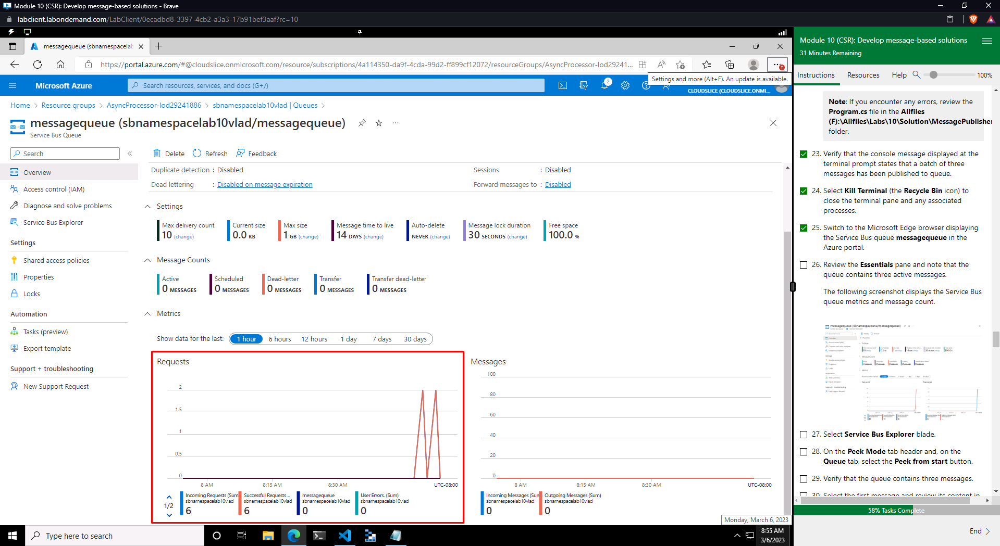 Module 10 (CSR): Develop message-based solutions - Brave
labclient.labondemand.com/LabClient/0ecadbd8-3397-4cb2-a3a3-17b91bef3aaf?rc=10
messagequeue (sbnamespacelab
https://portal.azure.com/#@cloudslice.onmicrosoft.com/resource/subscriptions/4a114350-da9f-4cda-99d2-ff899cf12072/resourceGroups/AsyncProcessor-lod29241...
Settings and more (Alt+F). An update is available.
Microsoft Azure
Search resources, services, and docs (G+/)
2
CLOUDSLICE (CLOUDSLICE.ONMI...
Home > Resource groups > AsyncProcessor-lod29241886 > sbnamespacelab10vlad | Queues >
messagequeue (sbnamespacelab10vlad/messagequeue)
Service Bus Queue
Search
Overview
Access control (IAM)
Diagnose and solve problems
Service Bus Explorer
Settings
Shared access policies
Properties
Locks
Automation
Tasks (preview)
Export template
Support + troubleshooting
New Support Request
Delete
Refresh
Feedback
Duplicate detection : Disabled
Sessions : Disabled
Dead lettering : Disabled on message expiration
Forward messages to : Disabled
Settings
Max delivery count
10 (change)
Current size
0.0 KB
Max size
1 GB (change)
Message time to live
14 DAYS (change)
Auto-delete
NEVER (change)
Message lock duration
30 SECONDS (change)
Free space
100.0 %
Message Counts
Active
0 MESSAGES
Scheduled
0 MESSAGES
Dead-letter
0 MESSAGES
Transfer
0 MESSAGES
Transfer dead-letter
0 MESSAGES
Metrics
Show data for the last:
1 hour
6 hours
12 hours
1 day
7 days
30 days
Requests
2
1.5
1
0.5
0
8 AM
8:15 AM
8:30 AM
UTC-08:00
1/2
Incoming Requests (Sum
sbnamespacelab10vlad
6
Successful Requests ...
sbnamespacelab10vlad
6
messagequeue
sbnamespacelab10vlad
0
User Errors. (Sum)
sbnamespacelab10vlad
0
Messages
100
80
60
40
20
0
8 AM
8:15 AM
8:30 AM
UTC-08:00
Incoming Messages (Sum
sbnamespacelab10vlad
0
Outgoing Messages (Sum)
sbnamespacelab10vlad
0
Monday, March 6, 2023
Type here to search
8:55 AM
3/6/2023
Module 10 (CSR): Develop message-based solutions
31 Minutes Remaining
Instructions
Resources
Help
100%
Note: If you encounter any errors, review the
Program.cs file in the Allfiles
(F):\Allfiles\Labs\10\Solution\MessagePublisher
folder.
23. Verify that the console message displayed at the
terminal prompt states that a batch of three
messages has been published to queue.
24. Select Kill Terminal (the Recycle Bin icon) to
close the terminal pane and any associated
processes.
25. Switch to the Microsoft Edge browser displaying
the Service Bus queue messagequeue in the
Azure portal.
26. Review the Essentials pane and note that the
queue contains three active messages.
The following screenshot displays the Service Bus
queue metrics and message count.
27. Select Service Bus Explorer blade.
28. On the Peek Mode tab header and, on the
Queue tab, select the Peek from start button.
29. Verify that the queue contains three messages.
30. Select the first message and review its content in
58% Tasks Complete
End